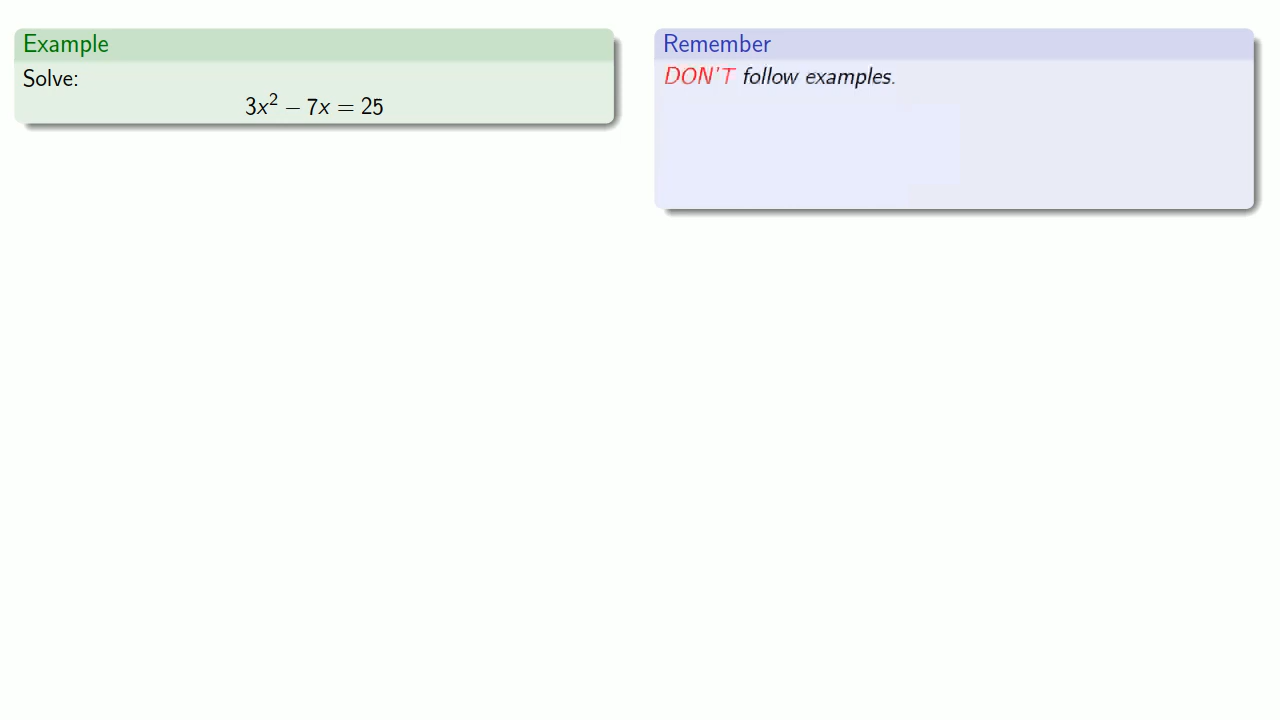 Example
Solve:
3x² − 7x = 25
Remember
DON'T follow examples.